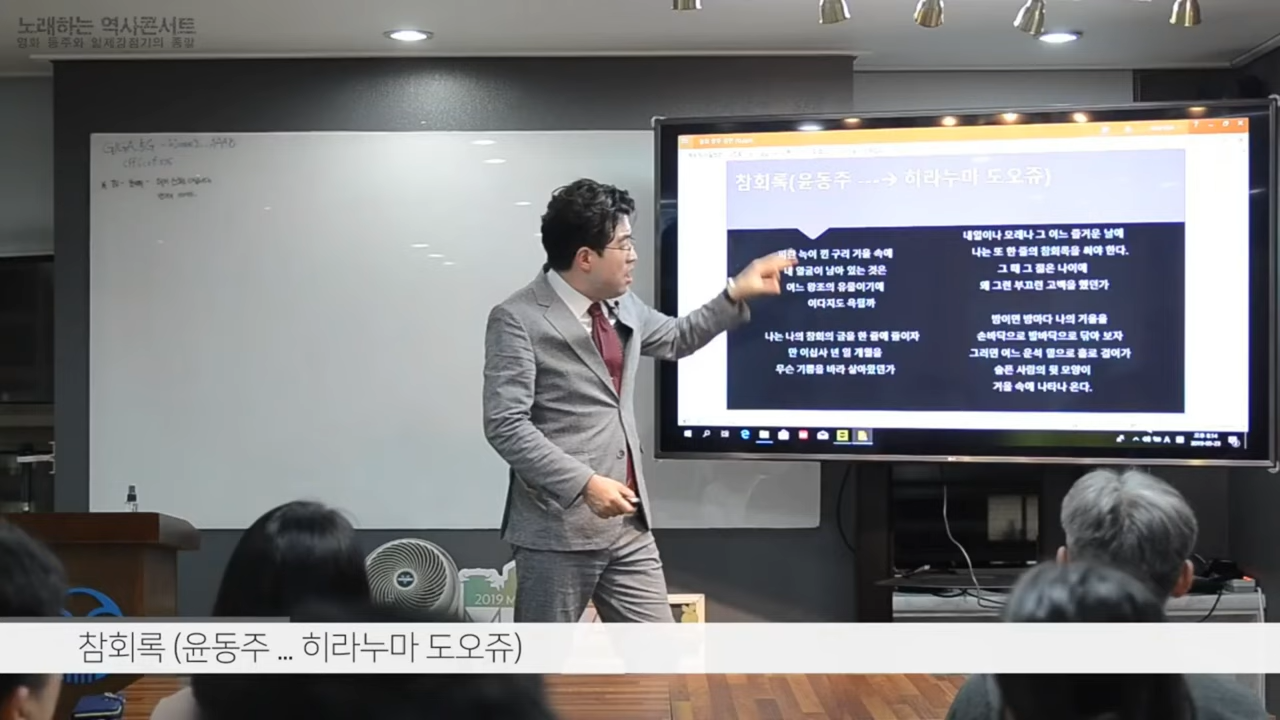 노래하는 역사콘서트
영화 동주와 일제강점기의 종말
참회록(윤동주 ---→ 히라누마 도오쥬)
녹이 낀 구리 거울 속에
내 얼굴이 남아 있는 것은
어느 왕조의 유물이기에
이다지도 욕될까
나는 나의 참회의 글을 한 줄에 줄이자
만 이십사 년 일 개월을
무슨 기쁨을 바라 살아왔던가
내일이나 모레나 그 어느 즐거운 날에
나는 또 한 줄의 참회록을 써야 한다.
그 때 그 젊은 나이에
왜 그런 부끄런 고백을 했던가
밤이면 밤마다 나의 거울을
손바닥으로 발바닥으로 닦아 보자
그러면 어느 운석 밑으로 홀로 걸어가
슬픈 사람의 뒷 모양이
거울 속에 나타나 온다.
2019
참회록 (윤동주 ... 히라누마 도오쥬)